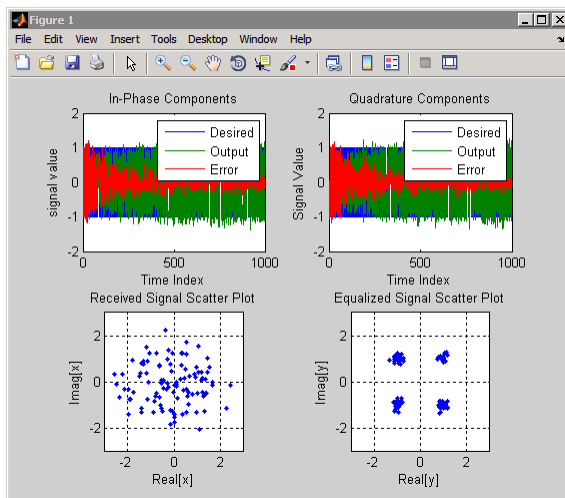 Figure 1
File Edit View Insert Tools Desktop Window Help
In-Phase Components
Quadrature Components
2
1
0
-1
-2
signal value
Desired
Output
Error
0 500 1000
Time Index
2
1
0
-1
-2
Signal Value
Desired
Output
Error
0 500 1000
Time Index
Received Signal Scatter Plot
Equalized Signal Scatter Plot
2
0
-2
Imag[x]
-2 0 2
Real[x]
2
0
-2
Imag[y]
-2 0 2
Real[y]